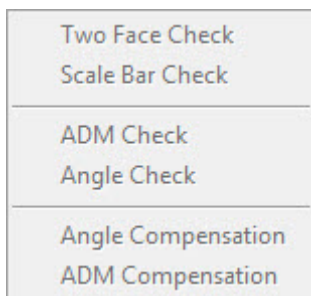 Two Face Check
Scale Bar Check
ADM Check
Angle Check
Angle Compensation
ADM Compensation